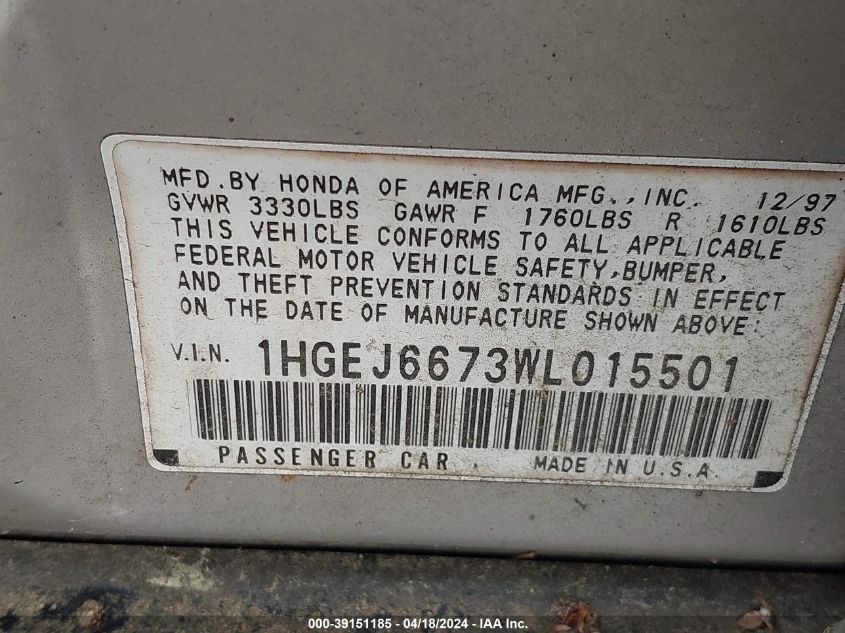 MFD.BY HONDA OF AMERICA MFG.,INC. 12/97
GVWR 3330LBS GAWR F 1760LBS R 1610LBS
THIS VEHICLE CONFORMS TO ALL APPLICABLE
FEDERAL MOTOR VEHICLE SAFETY,BUMPER,
AND THEFT PREVENTION STANDARDS IN EFFECT
ON THE DATE OF MANUFACTURE SHOWN ABOVE:
V.I.N. 1HGEJ6673WL015501
PASSENGER CAR . MADE IN U.S.A.
000-39151185 - 04/18/2024 - IAA Inc.